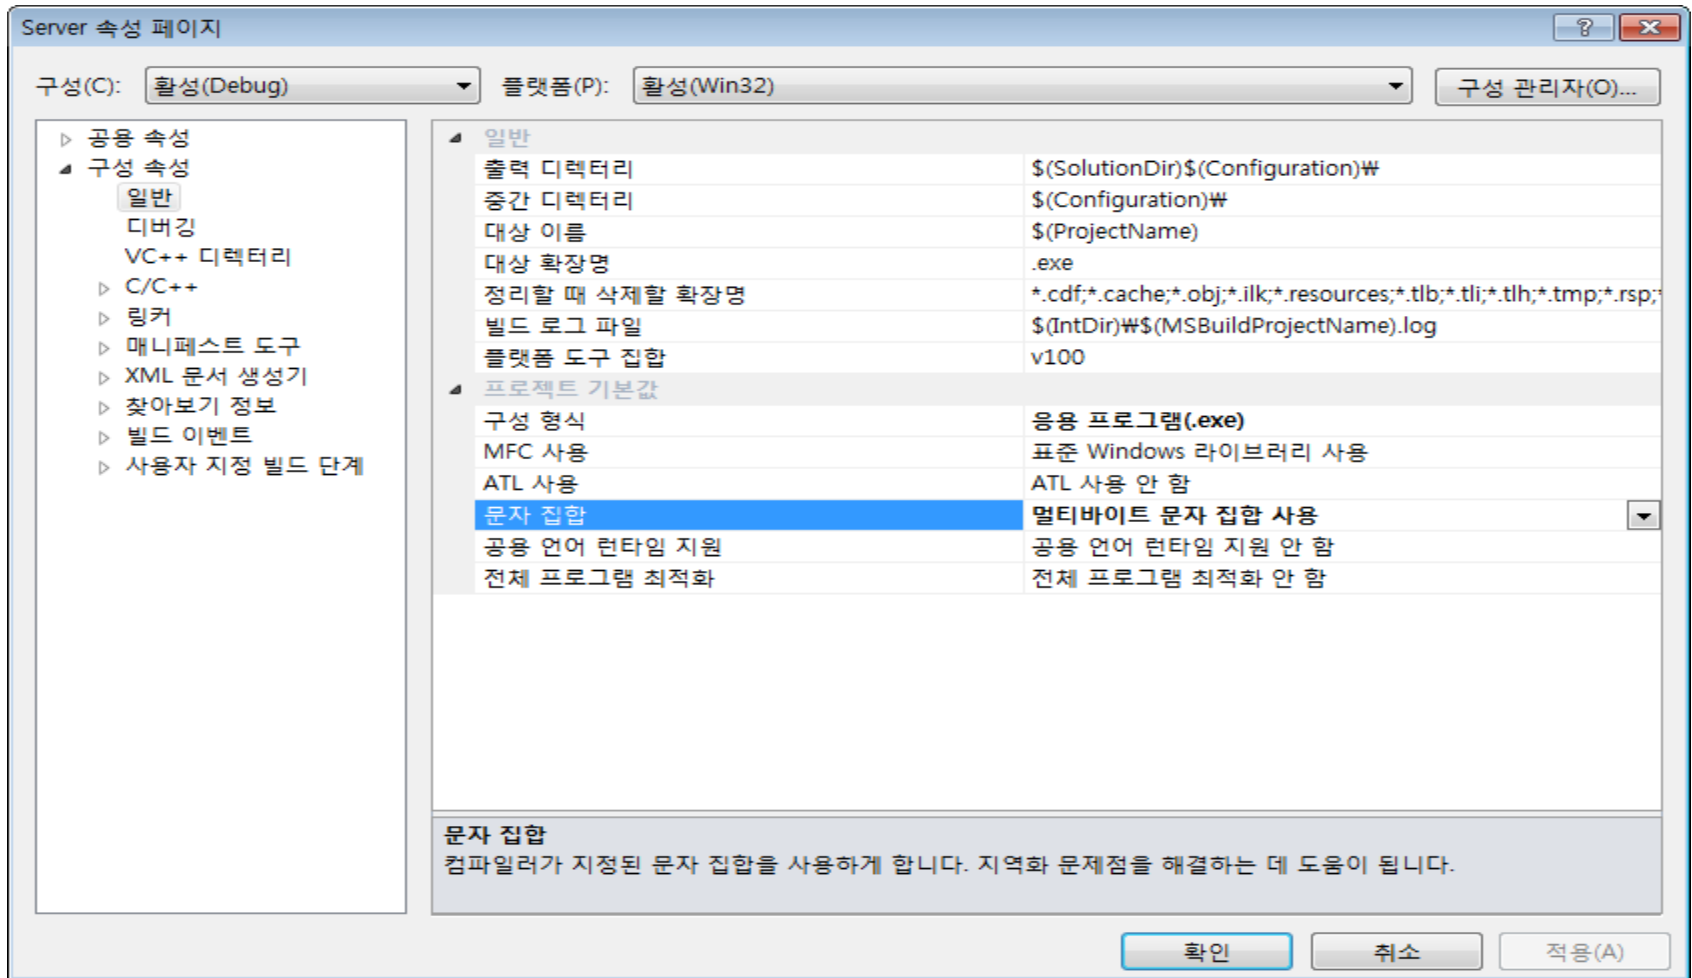 Server 속성 페이지
구성(C): 활성(Debug) 플랫폼(P): 활성(Win32) 구성 관리자(O)...
공용 속성
구성 속성
일반
디버깅
VC++ 디렉터리
C/C++
링커
매니페스트 도구
XML 문서 생성기
찾아보기 정보
빌드 이벤트
사용자 지정 빌드 단계
일반
출력 디렉터리 $(SolutionDir)$(Configuration)₩
중간 디렉터리 $(Configuration)₩
대상 이름 $(ProjectName)
대상 확장명 .exe
정리할 때 삭제할 확장명 *.cdf;*.cache;*.obj;*.ilk;*.resources;*.tlb;*.tli;*.tlh;*.tmp;*.rsp;
빌드 로그 파일 $(IntDir)₩$(MSBuildProjectName).log
플랫폼 도구 집합 v100
프로젝트 기본값
구성 형식 응용 프로그램(.exe)
MFC 사용 표준 Windows 라이브러리 사용
ATL 사용 ATL 사용 안 함
문자 집합 멀티바이트 문자 집합 사용
공용 언어 런타임 지원 공용 언어 런타임 지원 안 함
전체 프로그램 최적화 전체 프로그램 최적화 안 함
문자 집합
컴파일러가 지정된 문자 집합을 사용하게 합니다. 지역화 문제점을 해결하는 데 도움이 됩니다.
확인 취소 적용(A)